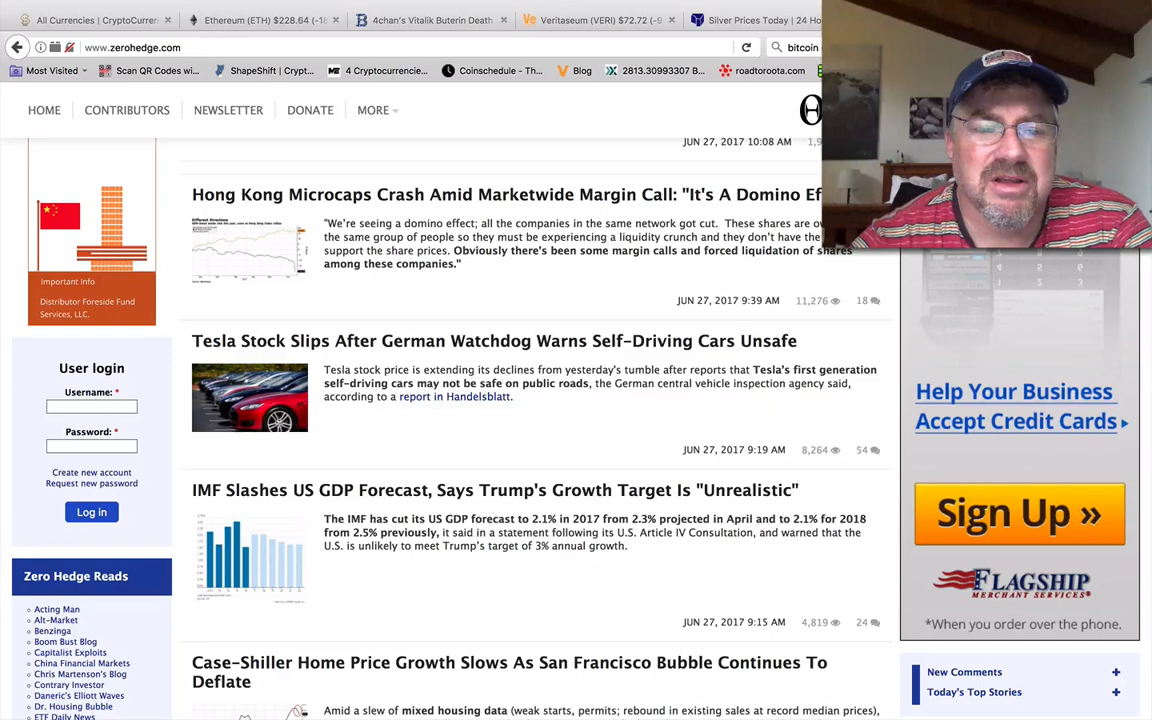 All Currencies | CryptoCurren
Ethereum (ETH) $228.64 (-18
4chan's Vitalik Buterin Death
Veritaseum (VERI) $72.72 (-9
Silver Prices Today | 24 Ho
www.zerohedge.com
bitcoin
Most Visited
Scan QR Codes wi...
ShapeShift | Crypt...
4 Cryptocurrencie...
Coinschedule - Th...
Blog
2813.30993307 B...
roadtoroota.com
HOME
CONTRIBUTORS
NEWSLETTER
DONATE
MORE
JUN 27, 2017 10:08 AM
Hong Kong Microcaps Crash Amid Marketwide Margin Call: "It's A Domino Ef
"We're seeing a domino effect; all the companies in the same network got cut. These shares are ow
the same group of people so they must be experiencing a liquidity crunch and they don't have the
support the share prices. Obviously there's been some margin calls and forced liquidation of shares
among these companies."
JUN 27, 2017 9:39 AM 11,276 18
Important Info
Distributor Foreside Fund
Services, LLC.
Tesla Stock Slips After German Watchdog Warns Self-Driving Cars Unsafe
Tesla stock price is extending its declines from yesterday's tumble after reports that Tesla's first generation
self-driving cars may not be safe on public roads, the German central vehicle inspection agency said,
according to a report in Handelsblatt.
JUN 27, 2017 9:19 AM 8,264 54
User login
Username: *
Password: *
Create new account
Request new password
Log in
IMF Slashes US GDP Forecast, Says Trump's Growth Target Is "Unrealistic"
The IMF has cut its US GDP forecast to 2.1% in 2017 from 2.3% projected in April and to 2.1% for 2018
from 2.5% previously, it said in a statement following its U.S. Article IV Consultation, and warned that the
U.S. is unlikely to meet Trump's target of 3% annual growth.
JUN 27, 2017 9:15 AM 4,819 24
Zero Hedge Reads
Acting Man
Alt-Market
Benzinga
Boom Bust Blog
Capitalist Exploits
China Financial Markets
Chris Martenson's Blog
Contrary Investor
Daneric's Elliott Waves
Dr. Housing Bubble
ETF Daily News
Case-Shiller Home Price Growth Slows As San Francisco Bubble Continues To
Deflate
Amid a slew of mixed housing data (weak starts, permits; rebound in existing sales at record median prices),
Help Your Business
Accept Credit Cards
Sign Up »
FLAGSHIP
MERCHANT SERVICES
*When you order over the phone.
New Comments +
Today's Top Stories +